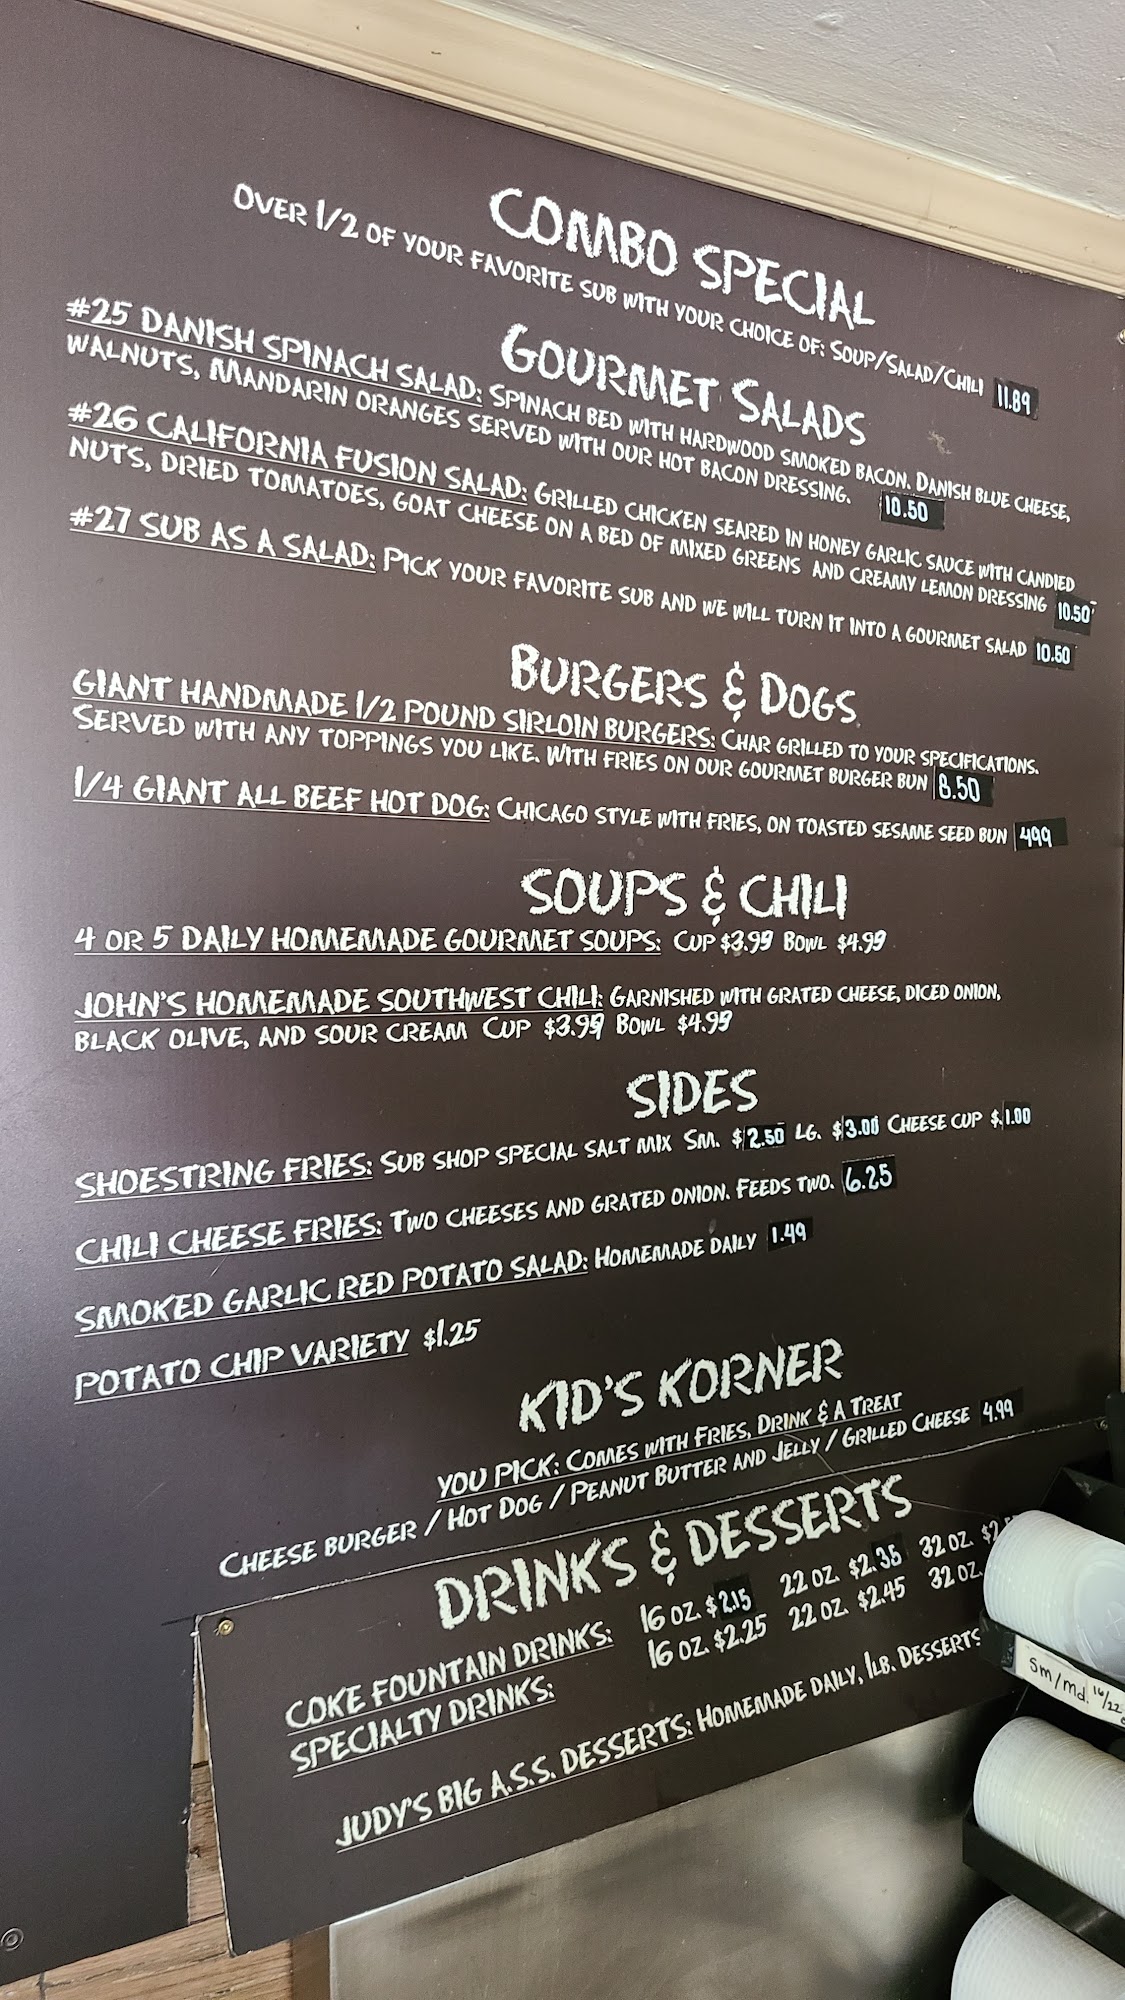 COMBO SPECIAL
OVER 1/2 OF YOUR FAVORITE SUB WITH YOUR CHOICE OF: SOUP/SALAD/CHILI 11.89
GOURMET SALADS
#25 DANISH SPINACH SALAD: SPINACH BED WITH HARDWOOD SMOKED BACON. DANISH BLUE CHEESE,
WALNUTS, MANDARIN ORANGES SERVED WITH OUR HOT BACON DRESSING. 10.50
#26 CALIFORNIA FUSION SALAD: GRILLED CHICKEN SEARED IN HONEY GARLIC SAUCE WITH CANDIED
NUTS, DRIED TOMATOES, GOAT CHEESE ON A BED OF MIXED GREENS AND CREAMY LEMON DRESSING 10.50
#27 SUB AS A SALAD: PICK YOUR FAVORITE SUB AND WE WILL TURN IT INTO A GOURMET SALAD 10.50
BURGERS & DOGS
GIANT HANDMADE 1/2 POUND SIRLOIN BURGERS: CHAR GRILLED TO YOUR SPECIFICATIONS.
SERVED WITH ANY TOPPINGS YOU LIKE. WITH FRIES ON OUR GOURMET BURGER BUN 8.50
1/4 GIANT ALL BEEF HOT DOG: CHICAGO STYLE WITH FRIES, ON TOASTED SESAME SEED BUN 499
SOUPS & CHILI
4 OR 5 DAILY HOMEMADE GOURMET SOUPS: CUP $3.99 BOWL $4.99
JOHN'S HOMEMADE SOUTHWEST CHILI: GARNISHED WITH GRATED CHEESE, DICED ONION,
BLACK OLIVE, AND SOUR CREAM CUP $3.99 BOWL $4.99
SIDES
SHOESTRING FRIES: SUB SHOP SPECIAL SALT MIX SM. $2.50 LG. $3.00 CHEESE CUP $.1.00
CHILI CHEESE FRIES: TWO CHEESES AND GRATED ONION. FEEDS TWO. 6.25
SMOKED GARLIC RED POTATO SALAD: HOMEMADE DAILY 1.49
POTATO CHIP VARIETY $1.25
KID'S KORNER
YOU PICK: COMES WITH FRIES, DRINK & A TREAT
CHEESE BURGER / HOT DOG / PEANUT BUTTER AND JELLY / GRILLED CHEESE 4.99
DRINKS & DESSERTS
COKE FOUNTAIN DRINKS: 16 OZ. $2.15 22 OZ. $2.35 32 OZ.
SPECIALTY DRINKS: 16 OZ. $2.25 22 OZ. $2.45 32 OZ.
JUDY'S BIG A.S.S. DESSERTS: HOMEMADE DAILY, 1LB. DESSERTS
Sm/md. 16/22